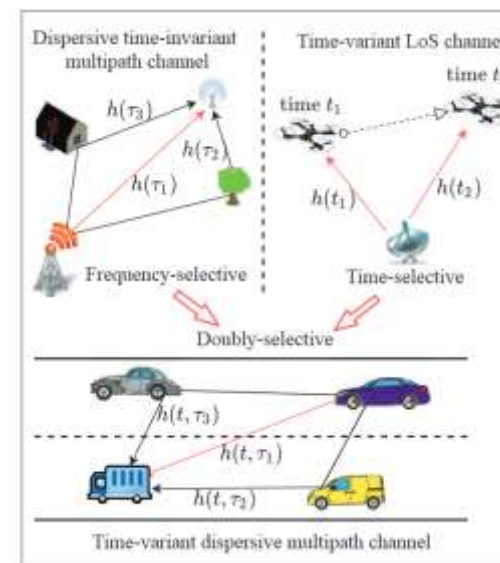 Dispersive time-invariant
multipath channel
h(τ₃)
h(τ₂)
h(τ₁)
Frequency-selective
Time-variant LoS channel
time t
time t₁
h(t₁)
h(t₂)
Time-selective
Doubly-selective
h(t, τ₃)
h(t, τ₁)
h(t, τ₂)
Time-variant dispersive multipath channel